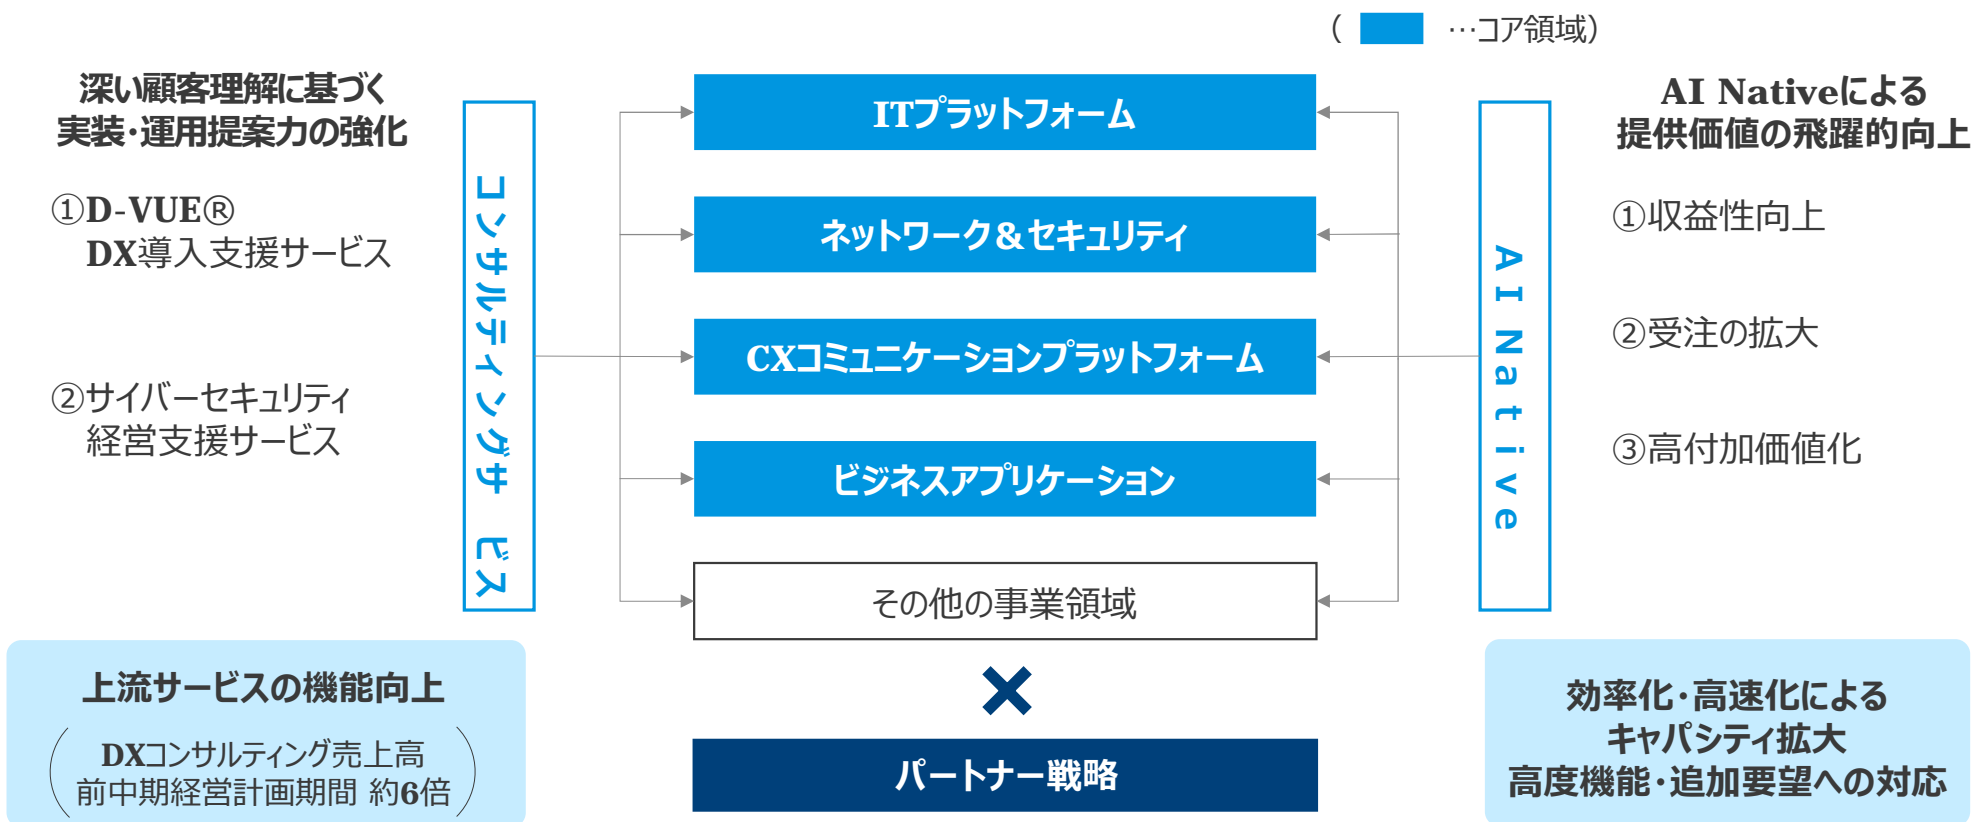 ( …コア領域)
深い顧客理解に基づく
実装・運用提案力の強化
①D-VUE®
DX導入支援サービス
②サイバーセキュリティ
経営支援サービス
コンサルティングサービス
ITプラットフォーム
ネットワーク&セキュリティ
CXコミュニケーションプラットフォーム
ビジネスアプリケーション
その他の事業領域
パートナー戦略
AI Native
AI Nativeによる
提供価値の飛躍的向上
①収益性向上
②受注の拡大
③高付加価値化
上流サービスの機能向上
DXコンサルティング売上高
前中期経営計画期間 約6倍
効率化・高速化による
キャパシティ拡大
高度機能・追加要望への対応